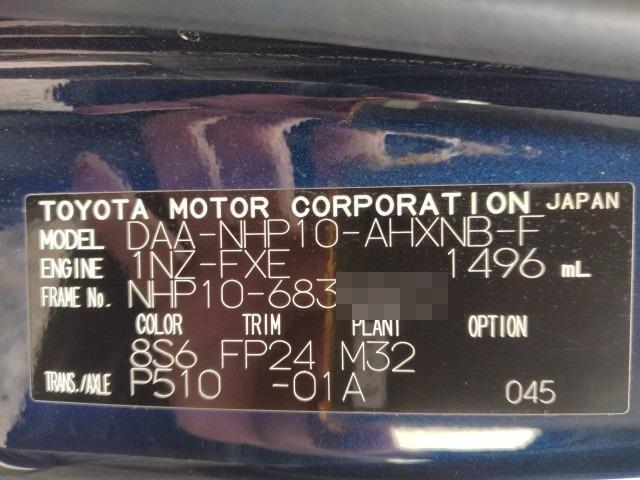 TOYOTA MOTOR CORPORATION JAPAN
MODEL DAA-NHP10-AHXNB-F
ENGINE 1NZ-FXE 1496 mL
FRAME No. NHP10-683
COLOR TRIM PLANT OPTION
8S6 FP24 M32
TRANS./AXLE P510 -01A 045